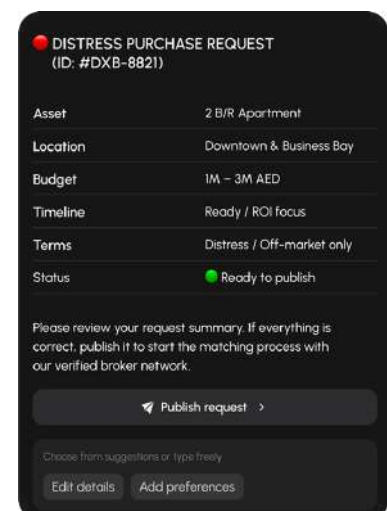 DISTRESS PURCHASE REQUEST
(ID: #DXB-8821)
Asset 2 B/R Apartment
Location Downtown & Business Bay
Budget 1M – 3M AED
Timeline Ready / ROI focus
Terms Distress / Off-market only
Status Ready to publish
Please review your request summary. If everything is
correct, publish it to start the matching process with
our verified broker network.
Publish request >
Choose from suggestions or type freely
Edit details Add preferences